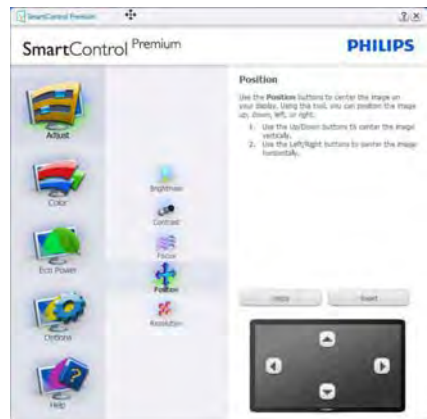 SmartControl Premium
SmartControl Premium
PHILIPS
Position
Use the Position buttons to center the image on
your display. Using the tool, you can position the image
up, down, left, or right.
1. Use the Up/Down buttons to center the image
vertically.
2. Use the Left/Right buttons to center the image
horizontally.
Adjust
Color
Eco Power
Options
Help
Brightness
Contrast
Focus
Position
Resolution
Reset